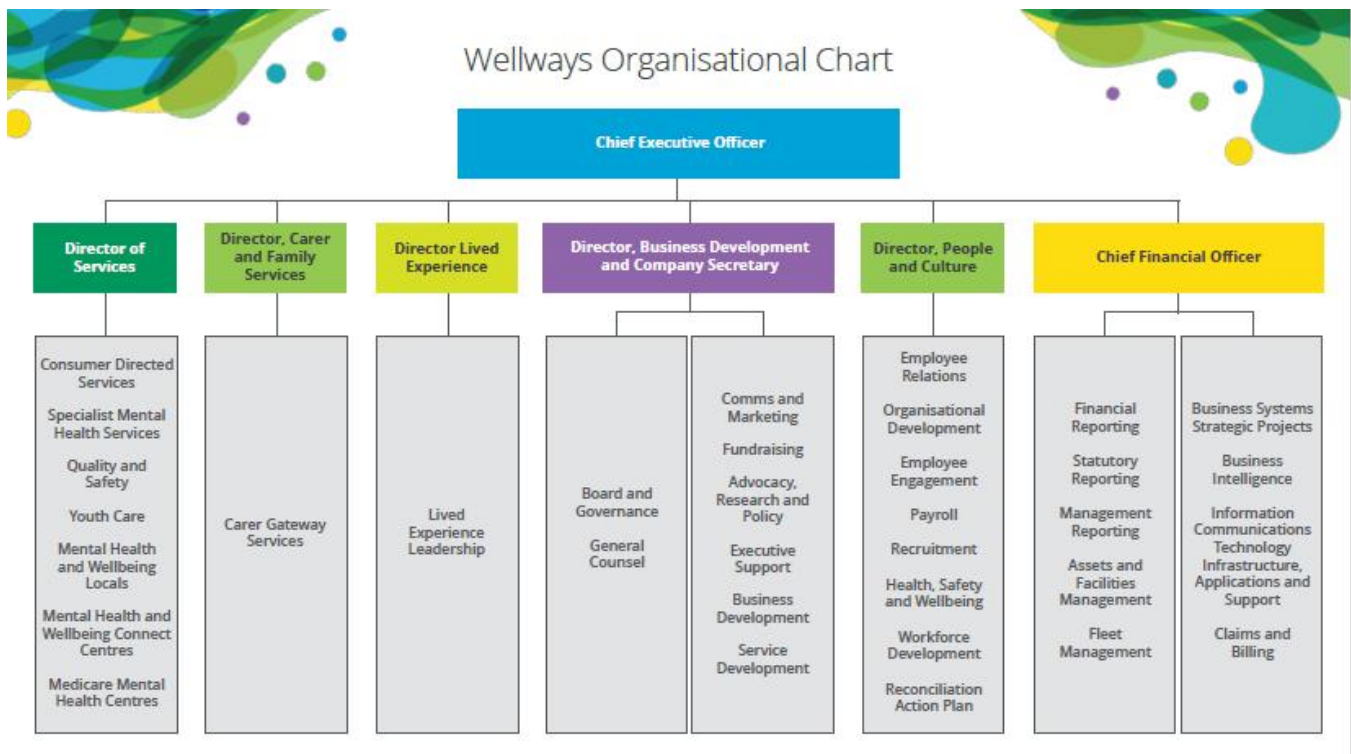 Wellways Organisational Chart
Chief Executive Officer
Director of
Services
Director, Carer
and Family
Services
Director Lived
Experience
Director, Business Development
and Company Secretary
Director, People
and Culture
Chief Financial Officer
Consumer Directed
Services
Specialist Mental
Health Services
Quality and
Safety
Youth Care
Mental Health
and Wellbeing
Locals
Mental Health and
Wellbeing Connect
Centres
Medicare Mental
Health Centres
Carer Gateway
Services
Lived
Experience
Leadership
Board and
Governance
General
Counsel
Comms and
Marketing
Fundraising
Advocacy,
Research and
Policy
Executive
Support
Business
Development
Service
Development
Employee
Relations
Organisational
Development
Employee
Engagement
Payroll
Recruitment
Health, Safety
and Wellbeing
Workforce
Development
Reconciliation
Action Plan
Financial
Reporting
Statutory
Reporting
Management
Reporting
Assets and
Facilities
Management
Fleet
Management
Business Systems
Strategic Projects
Business
Intelligence
Information
Communications
Technology
Infrastructure,
Applications and
Support
Claims and
Billing